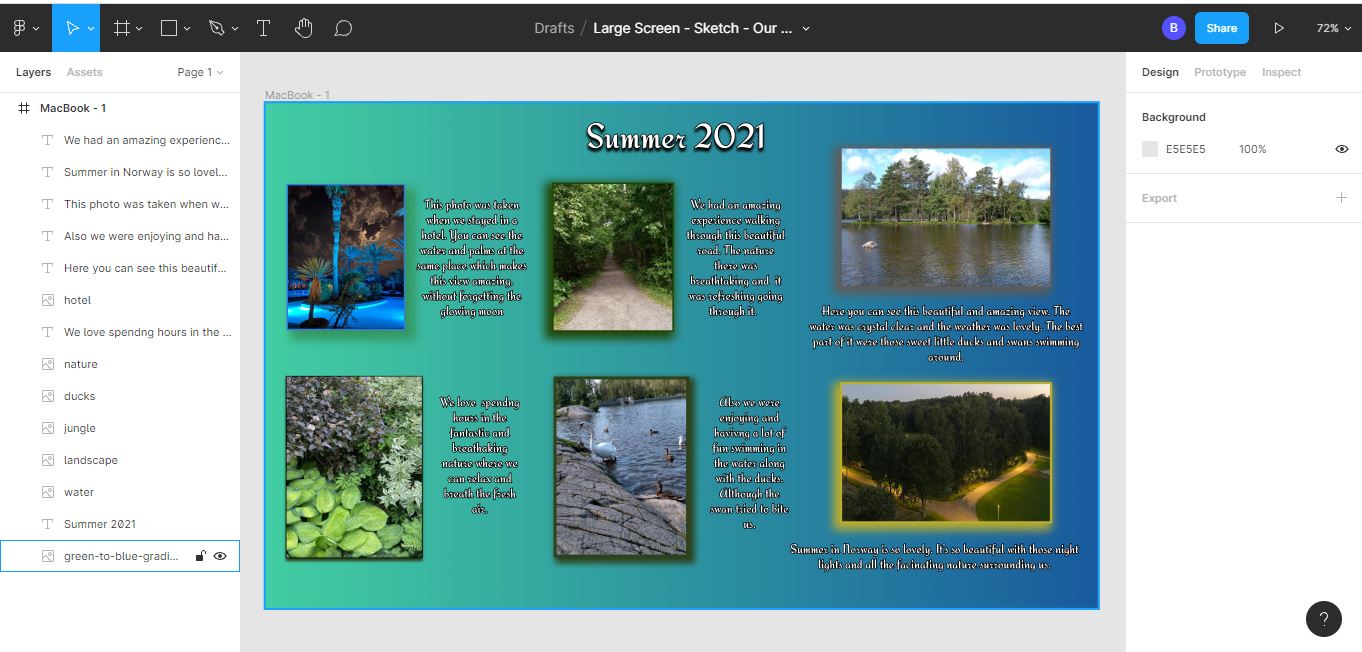 Drafts / Large Screen - Sketch - Our ...
B
Share
72%
Layers
Assets
Page 1
MacBook - 1
We had an amazing experienc...
Summer in Norway is so lovel...
This photo was taken when w...
Also we were enjoying and ha...
Here you can see this beautif...
hotel
We love spendng hours in the ...
nature
ducks
jungle
landscape
water
Summer 2021
green-to-blue-gradi...
MacBook - 1
Summer 2021
This photo was taken
when we stayed in a
hotel. You can see the
water and palms at the
same place which makes
this view amazing,
without forgetting the
glowing moon
We had an amazing
experience walking
through this beautiful
road. The nature
there was
breathtaking and it
was refreshing going
through it.
Here you can see this beautiful and amazing view. The
water was crystal clear and the weather was lovely. The best
part of it were those sweet little ducks and swans swimming
around.
We love spendng
hours in the
fantastic and
breathaking
nature where we
can relax and
breath the fresh
air.
Also we were
enjoying and
havivng a lot of
fun swimming in
the water along
with the ducks.
Although the
swan tried to bite
us.
Summer in Norway is so lovely. It's so beautiful with those night
lights and all the facinating nature surrounding us.
Design
Prototype
Inspect
Background
E5E5E5
100%
Export
?